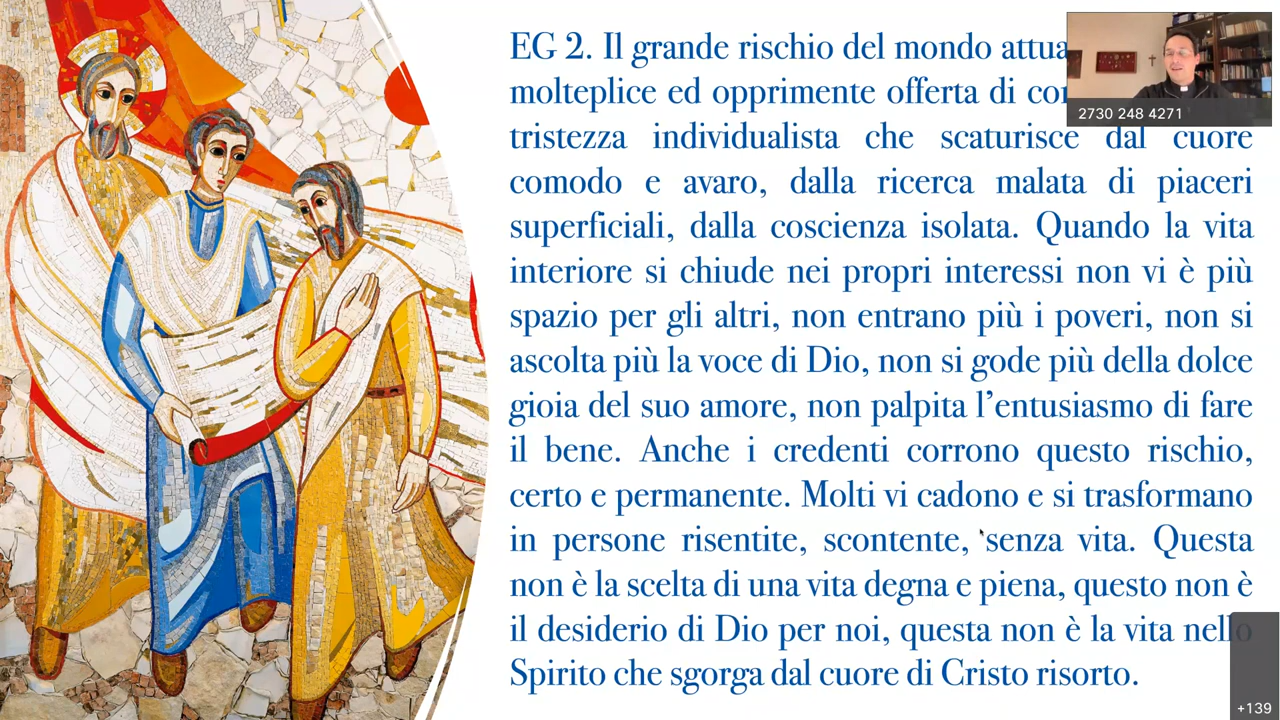 EG 2. Il grande rischio del mondo
molteplice ed opprimente offerta di
2730 248 4271
tristezza individualista che scaturisce dal cuore
comodo e avaro, dalla ricerca malata di piaceri
superficiali, dalla coscienza isolata. Quando la vita
interiore si chiude nei propri interessi non vi è più
spazio per gli altri, non entrano più i poveri, non si
ascolta più la voce di Dio, non si gode più della dolce
gioia del suo amore, non palpita l’entusiasmo di fare
il bene. Anche i credenti corrono questo rischio,
certo e permanente. Molti vi cadono e si trasformano
in persone risentite, scontente, senza vita. Questa
non è la scelta di una vita degna e piena, questo non è
il desiderio di Dio per noi, questa non è la vita nello
Spirito che sgorga dal cuore di Cristo risorto.
+139